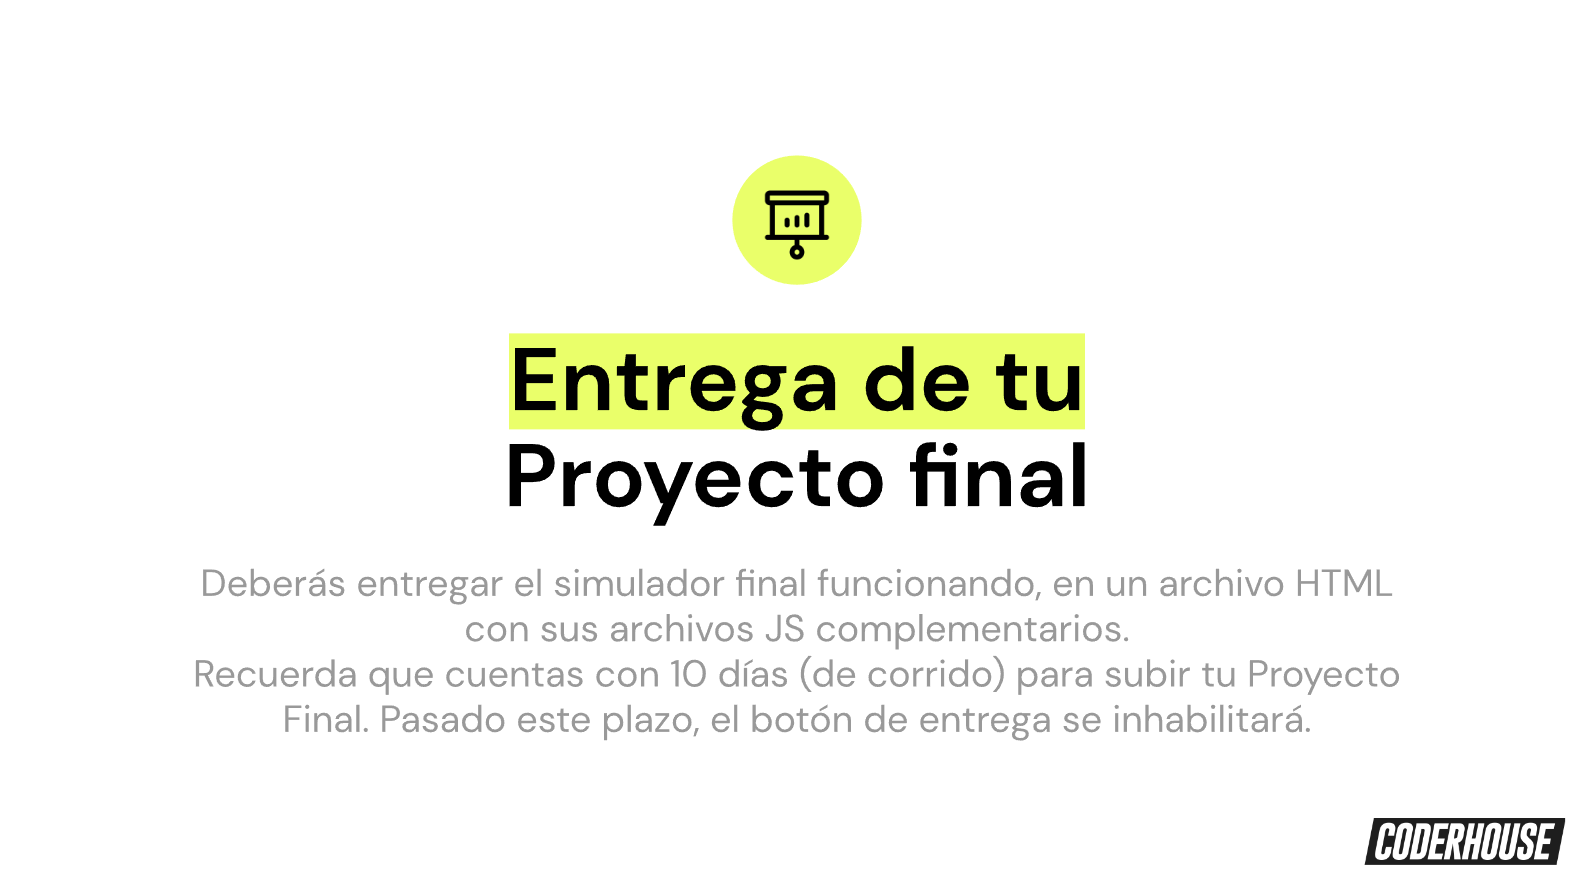 Entrega de tu
Proyecto final
Deberás entregar el simulador final funcionando, en un archivo HTML
con sus archivos JS complementarios.
Recuerda que cuentas con 10 días (de corrido) para subir tu Proyecto
Final. Pasado este plazo, el botón de entrega se inhabilitará.
CODERHOUSE